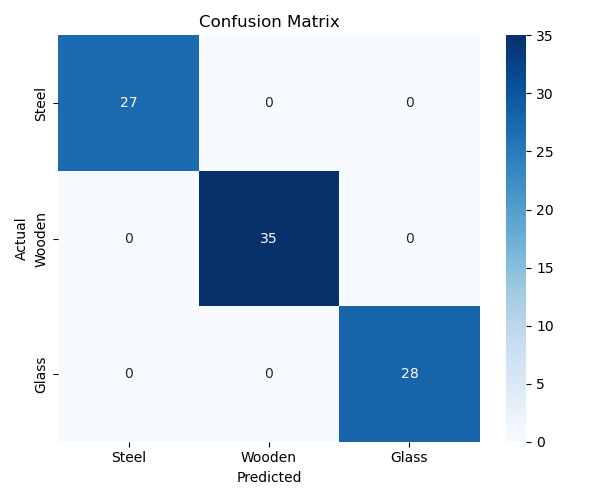 Confusion Matrix
Actual
Steel 27 0 0
Wooden 0 35 0
Glass 0 0 28
Steel Wooden Glass
Predicted
35
30
25
20
15
10
5
0